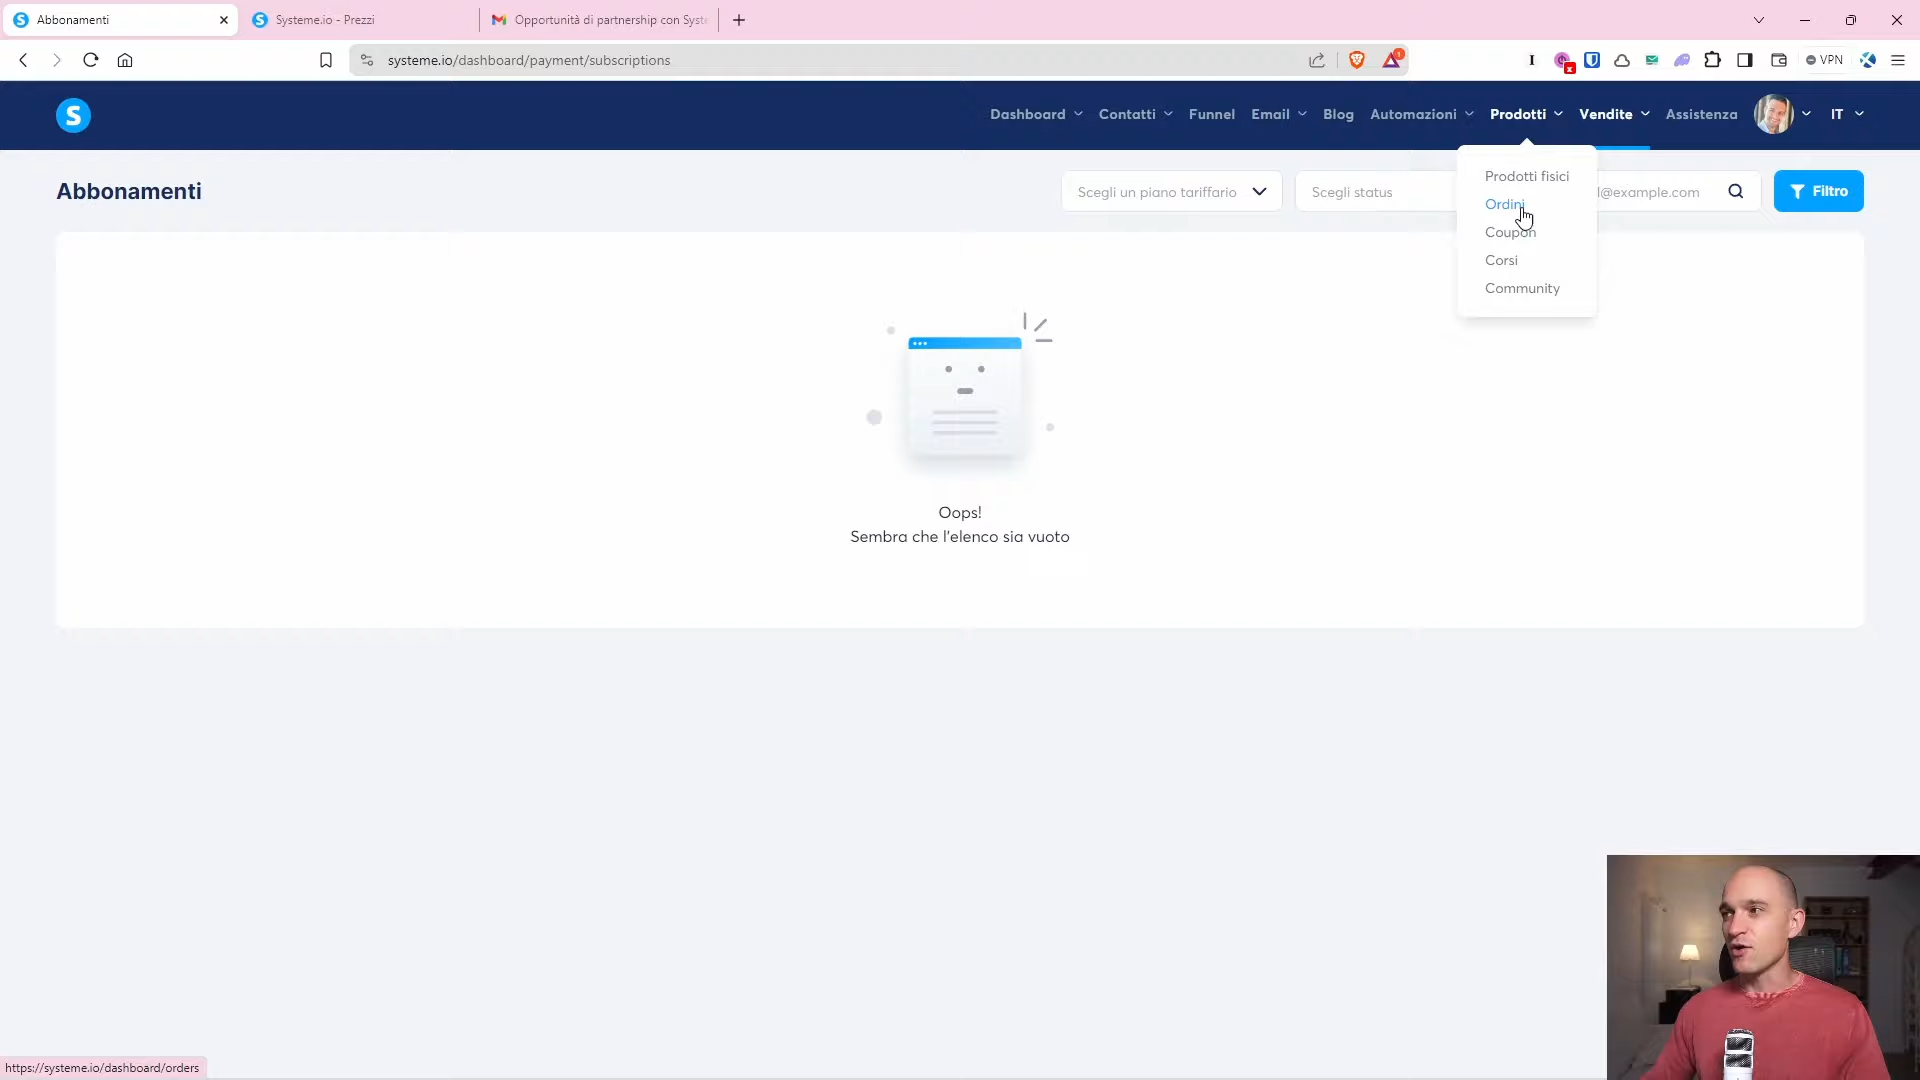 Abbonamenti
Systeme.io - Prezzi
Opportunità di partnership con Syste
systeme.io/dashboard/payment/subscriptions
1
VPN
S
Dashboard
Contatti
Funnel
Email
Blog
Automazioni
Prodotti
Vendite
Assistenza
IT
Abbonamenti
Scegli un piano tariffario
Scegli status
l@example.com
Filtro
Prodotti fisici
Ordini
Coupon
Corsi
Community
Oops!
Sembra che l'elenco sia vuoto
https://systeme.io/dashboard/orders